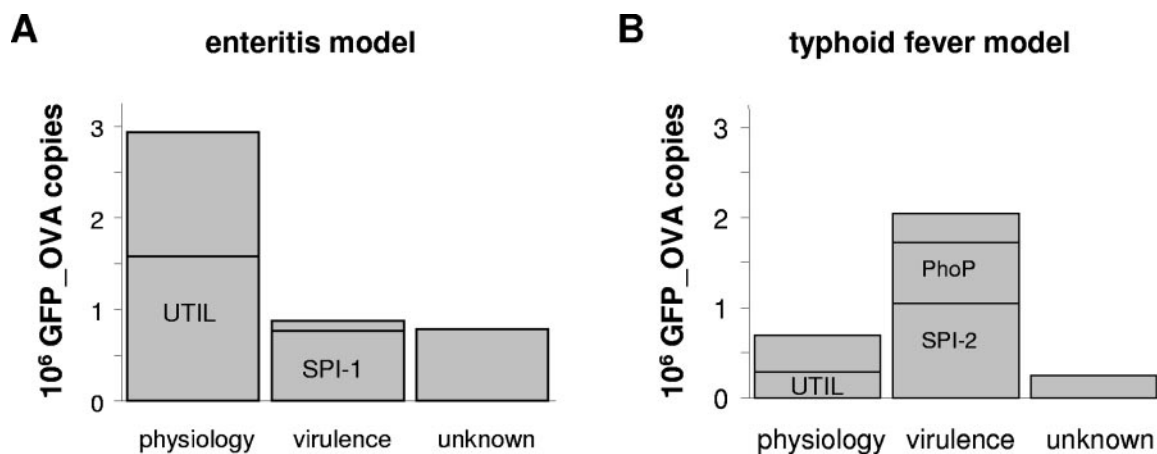 A
enteritis model
10⁶ GFP_OVA copies
3
2
1
0
UTIL
SPI-1
physiology virulence unknown
B
typhoid fever model
10⁶ GFP_OVA copies
3
2
1
0
UTIL
PhoP
SPI-2
physiology virulence unknown